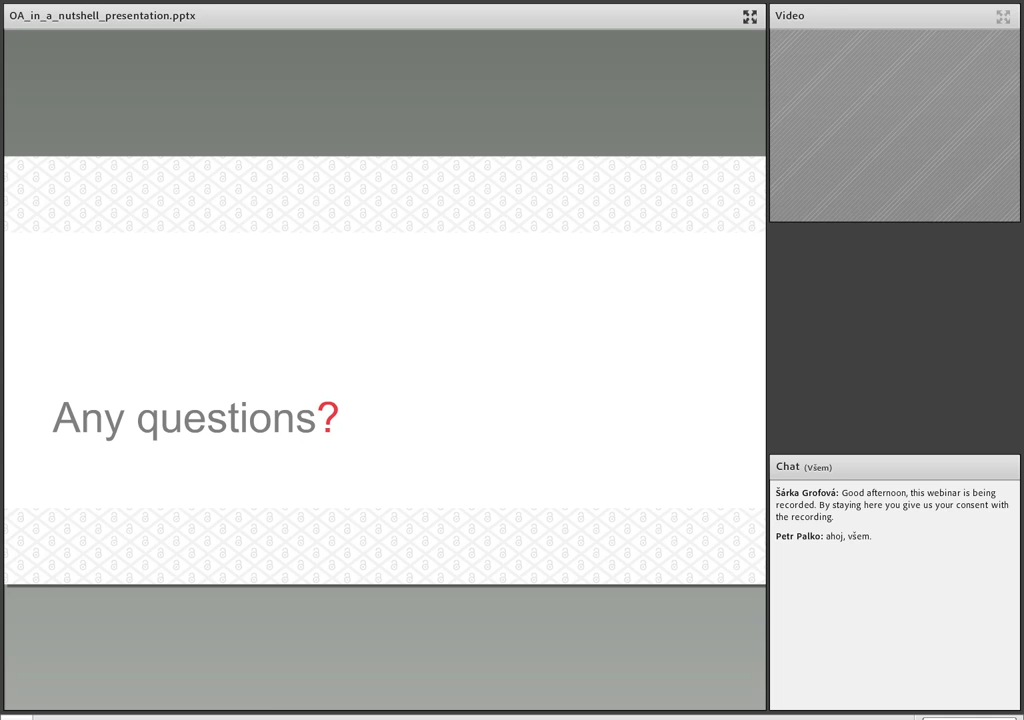 OA_in_a_nutshell_presentation.pptx
Video
Any questions?
Chat (Všem)
Šárka Grofová: Good afternoon, this webinar is being
recorded. By staying here you give us your consent with
the recording.
Petr Palko: ahoj, všem.